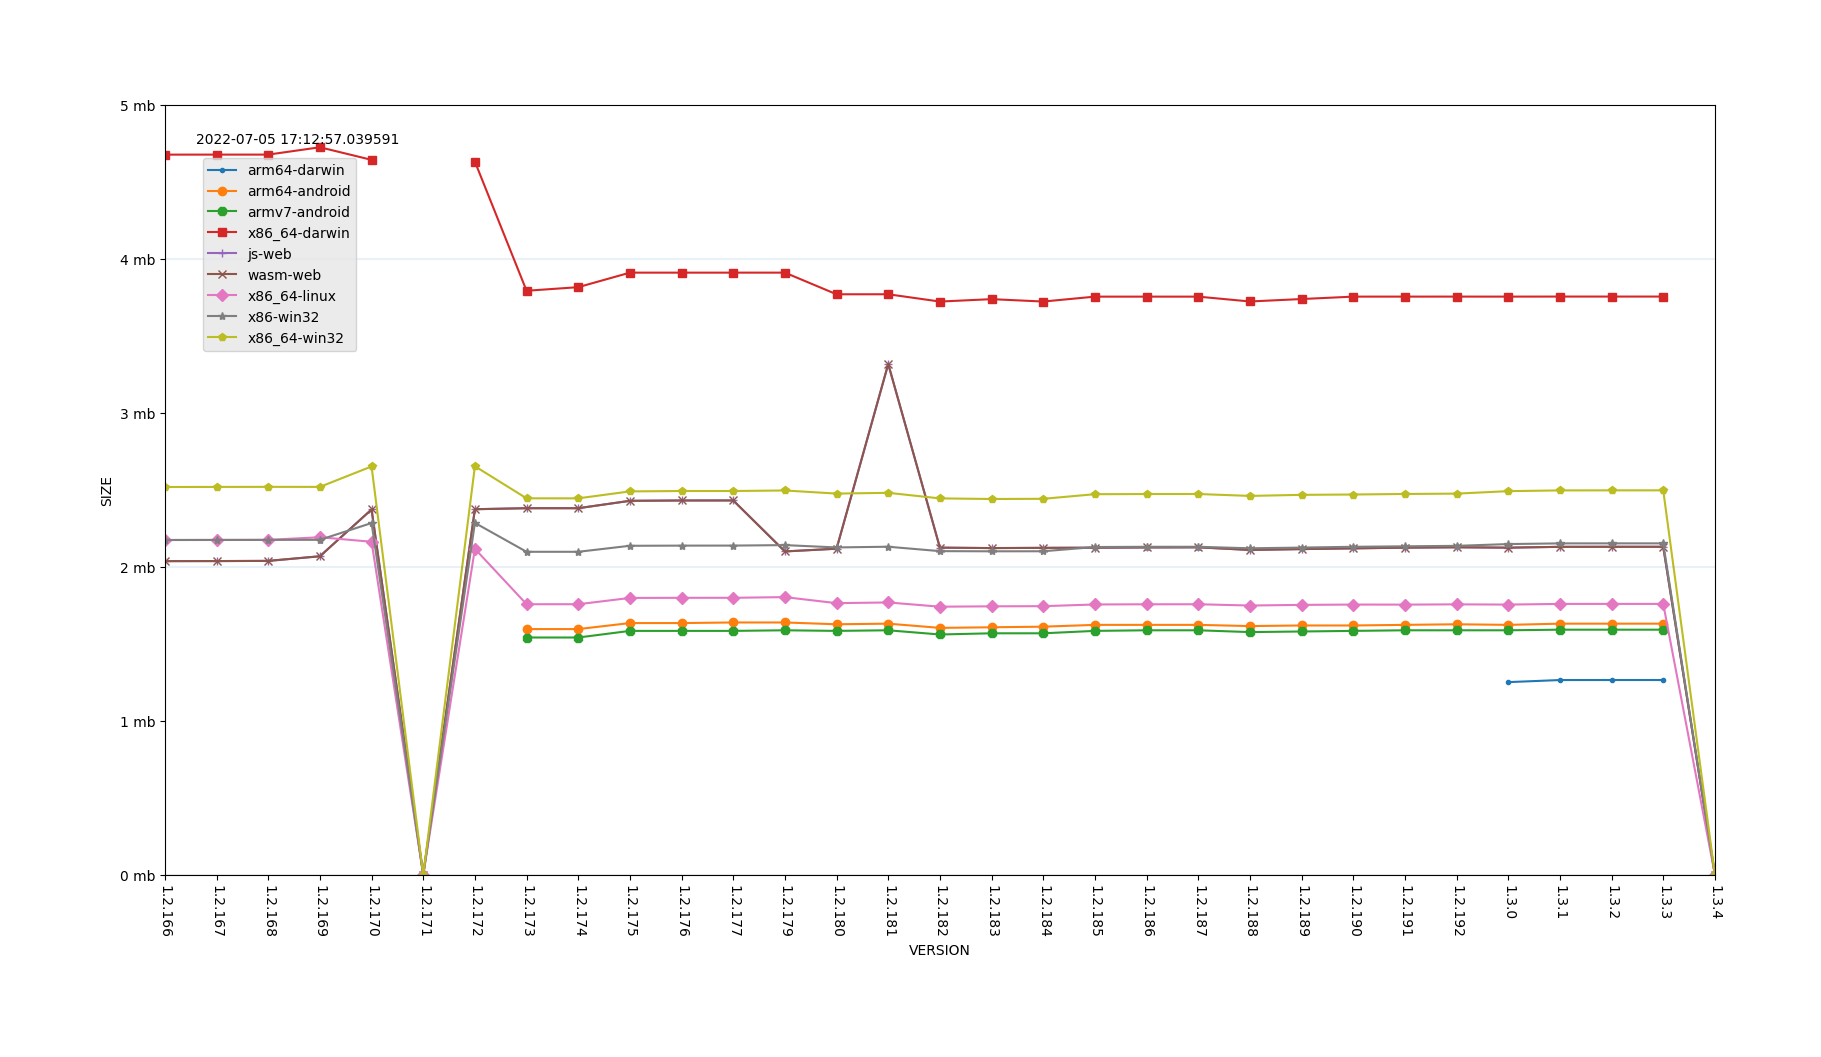 5 mb
4 mb
3 mb
2 mb
1 mb
0 mb
SIZE
2022-07-05 17:12:57.039591
arm64-darwin
arm64-android
armv7-android
x86_64-darwin
js-web
wasm-web
x86_64-linux
x86-win32
x86_64-win32
1.2.166
1.2.167
1.2.168
1.2.169
1.2.170
1.2.171
1.2.172
1.2.173
1.2.174
1.2.175
1.2.176
1.2.177
1.2.179
1.2.180
1.2.181
1.2.182
1.2.183
1.2.184
1.2.185
1.2.186
1.2.187
1.2.188
1.2.189
1.2.190
1.2.191
1.2.192
1.3.0
1.3.1
1.3.2
1.3.3
1.3.4
VERSION